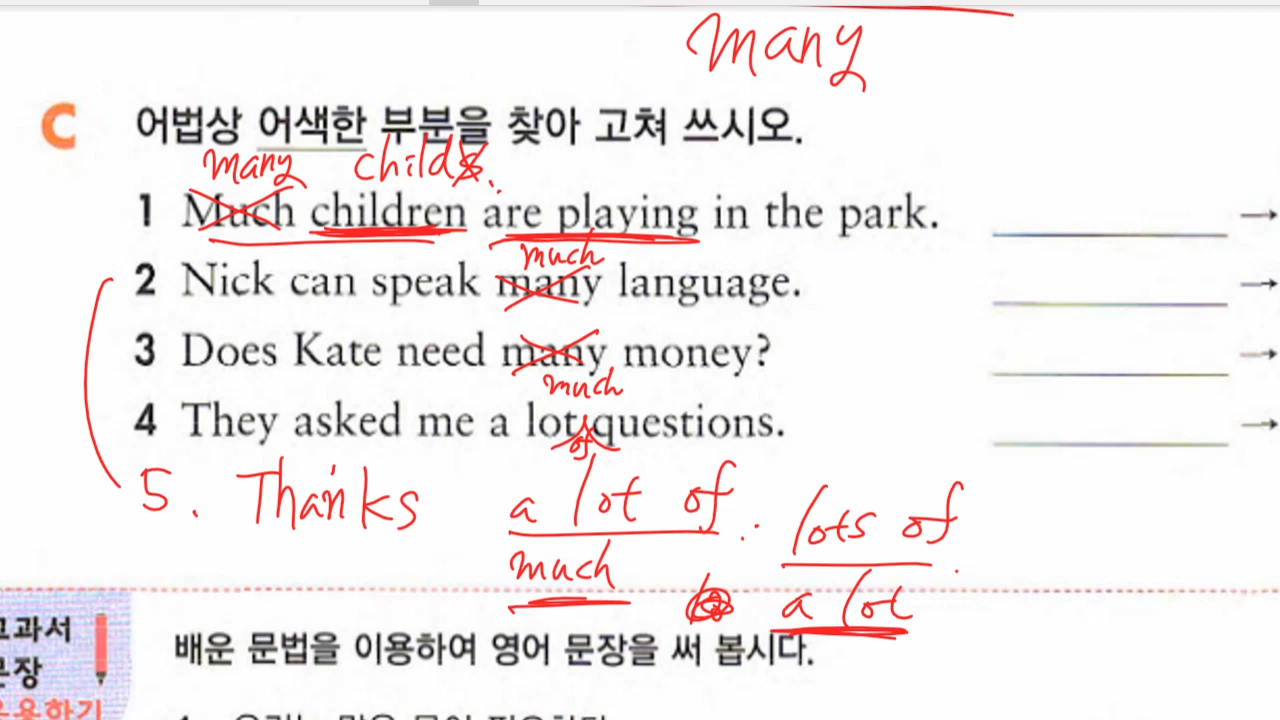 many
C 어법상 어색한 부분을 찾아 고쳐 쓰시오.
many childs.
1 Much children are playing in the park. →
much
2 Nick can speak many language. →
3 Does Kate need many money?
→
much
4 They asked me a lot questions. →
of
5. Thanks a lot of. lots of.
much a lot
교과서
문장
응용하기
배운 문법을 이용하여 영어 문장을 써 봅시다.